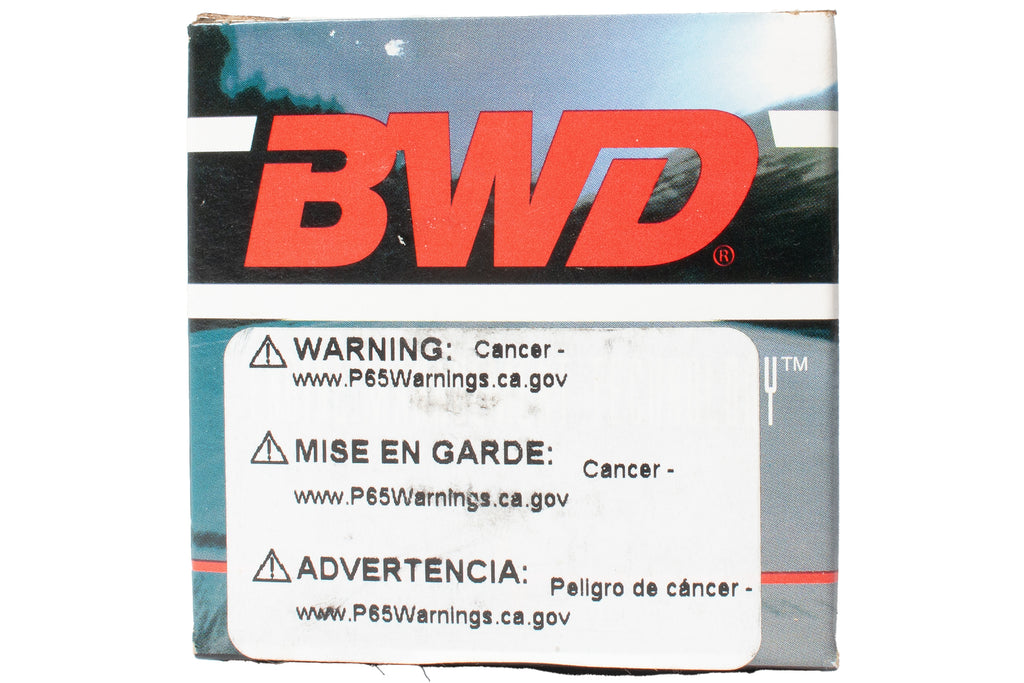 BWD®
⚠ WARNING: Cancer -
www.P65Warnings.ca.gov
Y™
⚠ MISE EN GARDE: Cancer -
www.P65Warnings.ca.gov
⚠ ADVERTENCIA: Peligro de cáncer -
www.P65Warnings.ca.gov